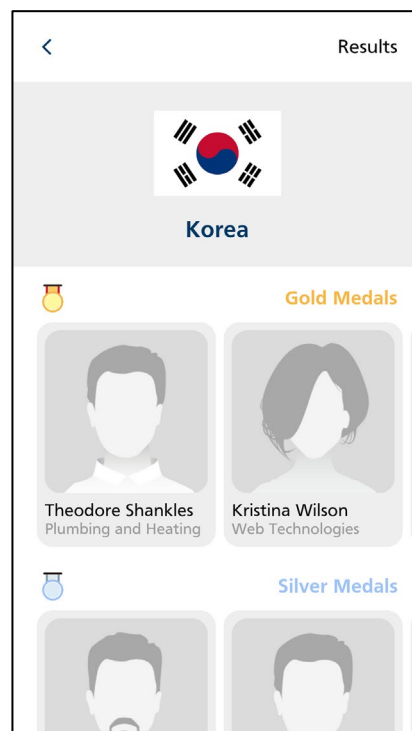 Results
Korea
Gold Medals
Theodore Shankles
Plumbing and Heating
Kristina Wilson
Web Technologies
Silver Medals